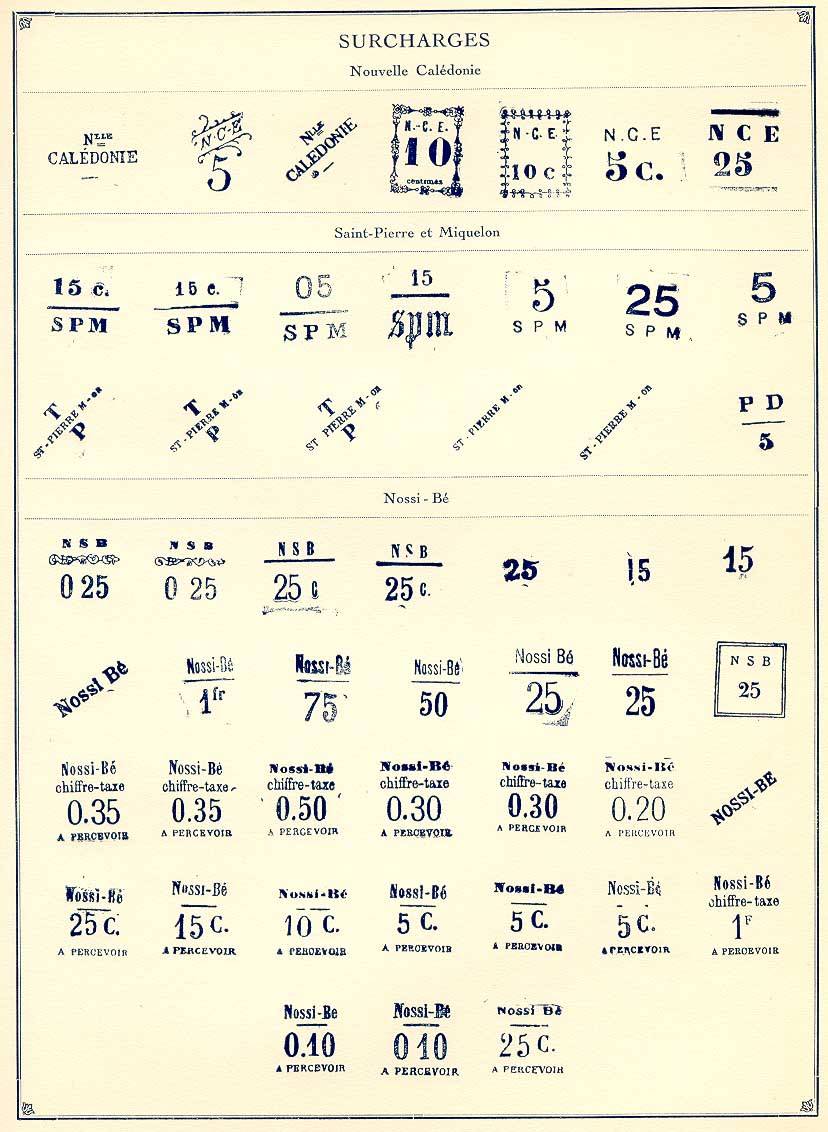 SURCHARGES
Nouvelle Calédonie
NLLE
CALÉDONIE
N-C-E
5
NLLE
CALEDONIE
N.-C.E.
10
centimes
N-C-E.
10 c
N.C.E
5 c.
N C E
25
Saint-Pierre et Miquelon
15 c.
SPM
15 c.
SPM
05
SPM
15
spm
5
S P M
25
S P M
5
S P M
T
ST-PIERRE M-on
P
T
ST-PIERRE M-on
P
T
ST-PIERRE M-on
P
ST-PIERRE M-on
ST-PIERRE M-on
P D
5
Nossi-Bé
N S B
0 25
N S B
0 25
N S B
25 c
N S B
25 c.
25
15
15
Nossi Bé
Nossi-Bé
1fr
Nossi-Bé
75
Nossi-Bé
50
Nossi Bé
25
Nossi-Bé
25
N S B
25
Nossi-Bé
chiffre-taxe
0.35
A PERCEVOIR
Nossi-Bé
chiffre-taxe
0.35
A PERCEVOIR
Nossi-Bé
chiffre-taxe
0.50
A PERCEVOIR
Nossi-Bé
chiffre-taxe
0.30
A PERCEVOIR
Nossi-Bé
chiffre-taxe
0.30
A PERCEVOIR
Nossi-Bé
chiffre-taxe
0.20
A PERCEVOIR
NOSSI-BE
Nossi-Bé
25 C.
A PERCEVOIR
Nossi-Bé
15 C.
A PERCEVOIR
Nossi-Bé
10 C.
A PERCEVOIR
Nossi-Bé
5 C.
A PERCEVOIR
Nossi-Bé
5 C.
A PERCEVOIR
Nossi-Bé
5 C.
A PERCEVOIR
Nossi-Bé
chiffre-taxe
1F
A PERCEVOIR
Nossi-Be
0.10
A PERCEVOIR
Nossi-Bé
0 10
A PERCEVOIR
Nossi Bé
25 C.
A PERCEVOIR